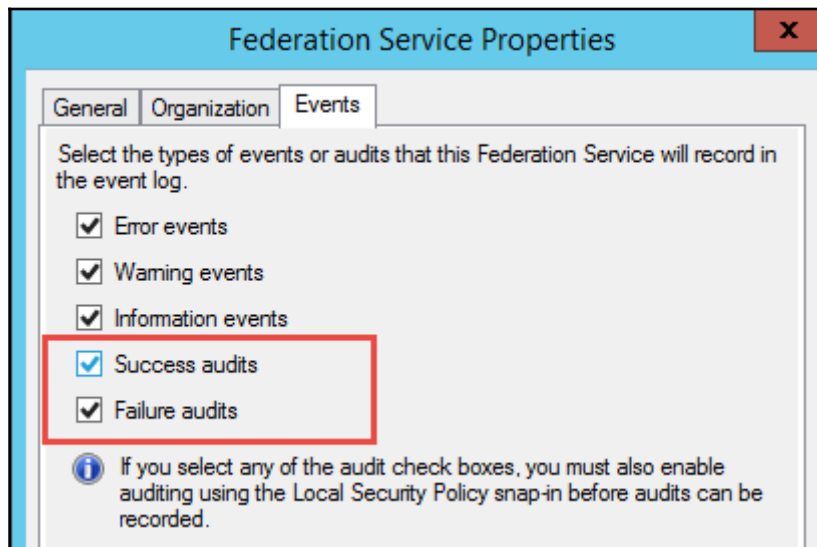 Federation Service Properties
x
General Organization Events
Select the types of events or audits that this Federation Service will record in
the event log.
Error events
Warning events
Information events
Success audits
Failure audits
If you select any of the audit check boxes, you must also enable
auditing using the Local Security Policy snap-in before audits can be
recorded.